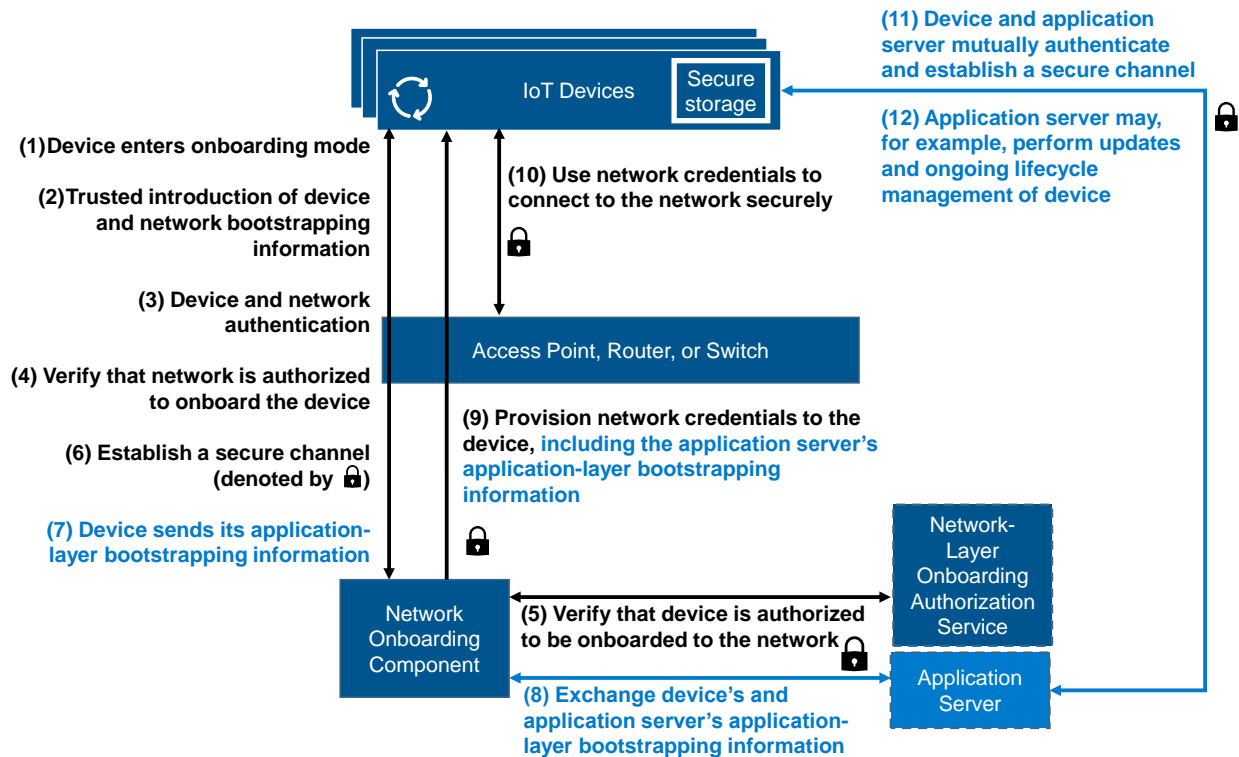 IoT Devices
Secure
storage
(11) Device and application
server mutually authenticate
and establish a secure channel
(12) Application server may,
for example, perform updates
and ongoing lifecycle
management of device
(1)Device enters onboarding mode
(2)Trusted introduction of device
and network bootstrapping
information
(3) Device and network
authentication
(4) Verify that network is authorized
to onboard the device
(6) Establish a secure channel
(denoted by )
(7) Device sends its application-
layer bootstrapping information
(10) Use network credentials to
connect to the network securely
Access Point, Router, or Switch
(9) Provision network credentials to the
device, including the application server’s
application-layer bootstrapping
information
Network
Onboarding
Component
(5) Verify that device is authorized
to be onboarded to the network
Network-
Layer
Onboarding
Authorization
Service
(8) Exchange device’s and
application server’s application-
layer bootstrapping information
Application
Server